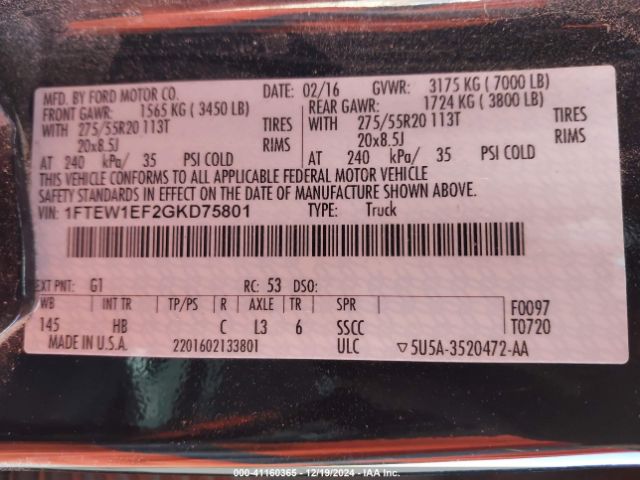 MFD. BY FORD MOTOR CO. DATE: 02/16 GVWR: 3175 KG ( 7000 LB)
FRONT GAWR: 1565 KG ( 3450 LB) REAR GAWR: 1724 KG ( 3800 LB)
WITH 275/55R20 113T TIRES WITH 275/55R20 113T TIRES
20x8.5J RIMS 20x8.5J RIMS
AT 240 kPa/ 35 PSI COLD AT 240 kPa/ 35 PSI COLD
THIS VEHICLE CONFORMS TO ALL APPLICABLE FEDERAL MOTOR VEHICLE
SAFETY STANDARDS IN EFFECT ON THE DATE OF MANUFACTURE SHOWN ABOVE.
VIN: 1FTEW1EF2GKD75801 TYPE: Truck
EXT PNT: G1 RC: 53 DSO:
WB INT TR TP/PS R AXLE TR SPR F0097
145 HB C L3 6 SSCC T0720
MADE IN U.S.A. 2201602133801 ULC ▽5U5A-3520472-AA
000-41160365 - 12/19/2024 - IAA Inc.